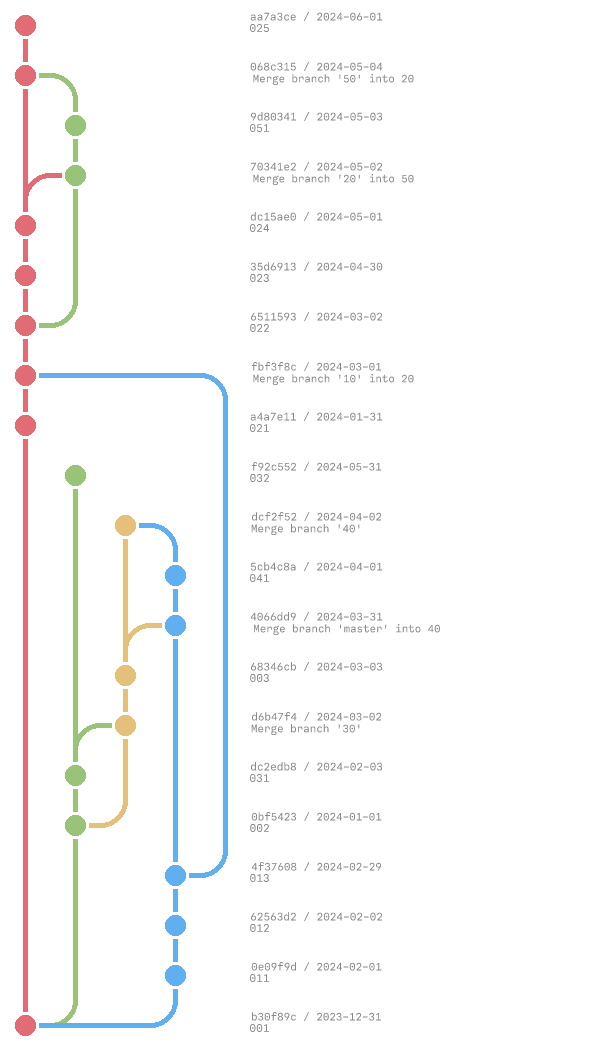 aa7a3ce / 2024-06-01
025
068c315 / 2024-05-04
Merge branch '50' into 20
9d80341 / 2024-05-03
051
70341e2 / 2024-05-02
Merge branch '20' into 50
dc15ae0 / 2024-05-01
024
35d6913 / 2024-04-30
023
6511593 / 2024-03-02
022
fbf3f8c / 2024-03-01
Merge branch '10' into 20
a4a7e11 / 2024-01-31
021
f92c552 / 2024-05-31
032
dcf2f52 / 2024-04-02
Merge branch '40'
5cb4c8a / 2024-04-01
041
4066dd9 / 2024-03-31
Merge branch 'master' into 40
68346cb / 2024-03-03
003
d6b47f4 / 2024-03-02
Merge branch '30'
dc2edb8 / 2024-02-03
031
0bf5423 / 2024-01-01
002
4f37608 / 2024-02-29
013
62563d2 / 2024-02-02
012
0e09f9d / 2024-02-01
011
b30f89c / 2023-12-31
001